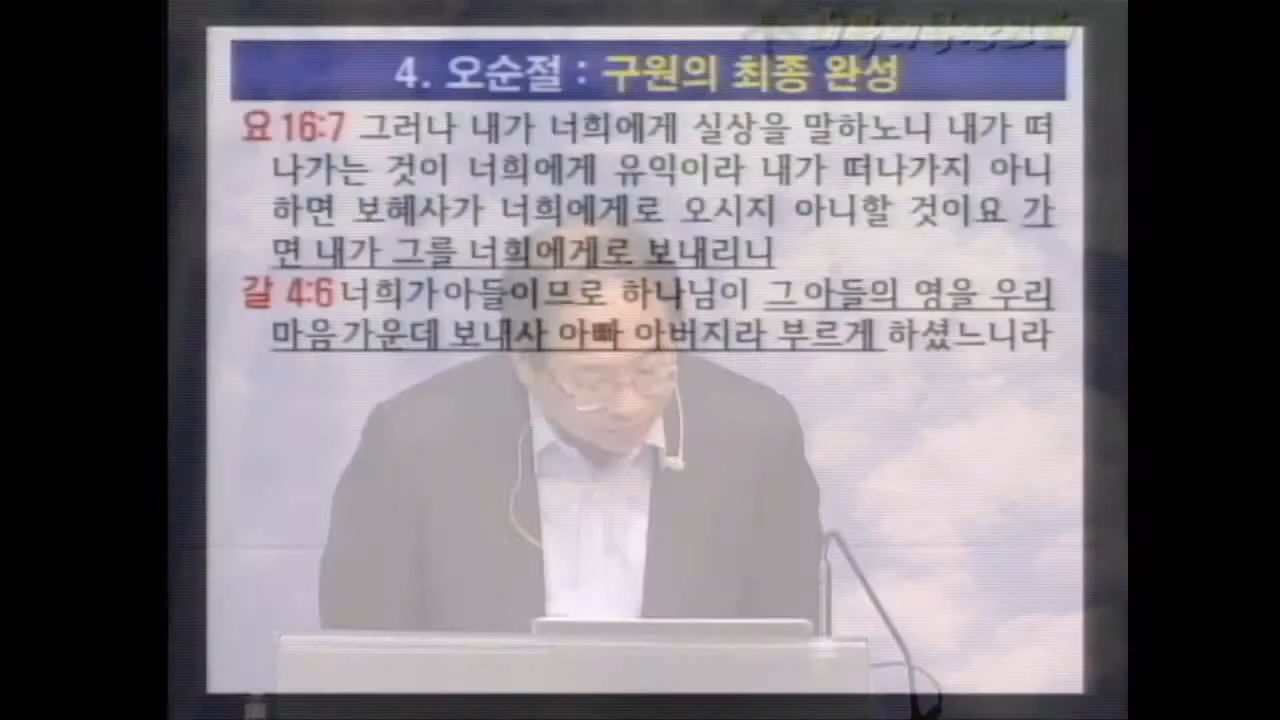 4. 오순절 : 구원의 최종 완성
요 16:7 그러나 내가 너희에게 실상을 말하노니 내가 떠
나가는 것이 너희에게 유익이라 내가 떠나가지 아니
하면 보혜사가 너희에게로 오시지 아니할 것이요 가
면 내가 그를 너희에게로 보내리니
갈 4:6 너희가 아들이므로 하나님이 그 아들의 영을 우리
마음 가운데 보내사 아빠 아버지라 부르게 하셨느니라